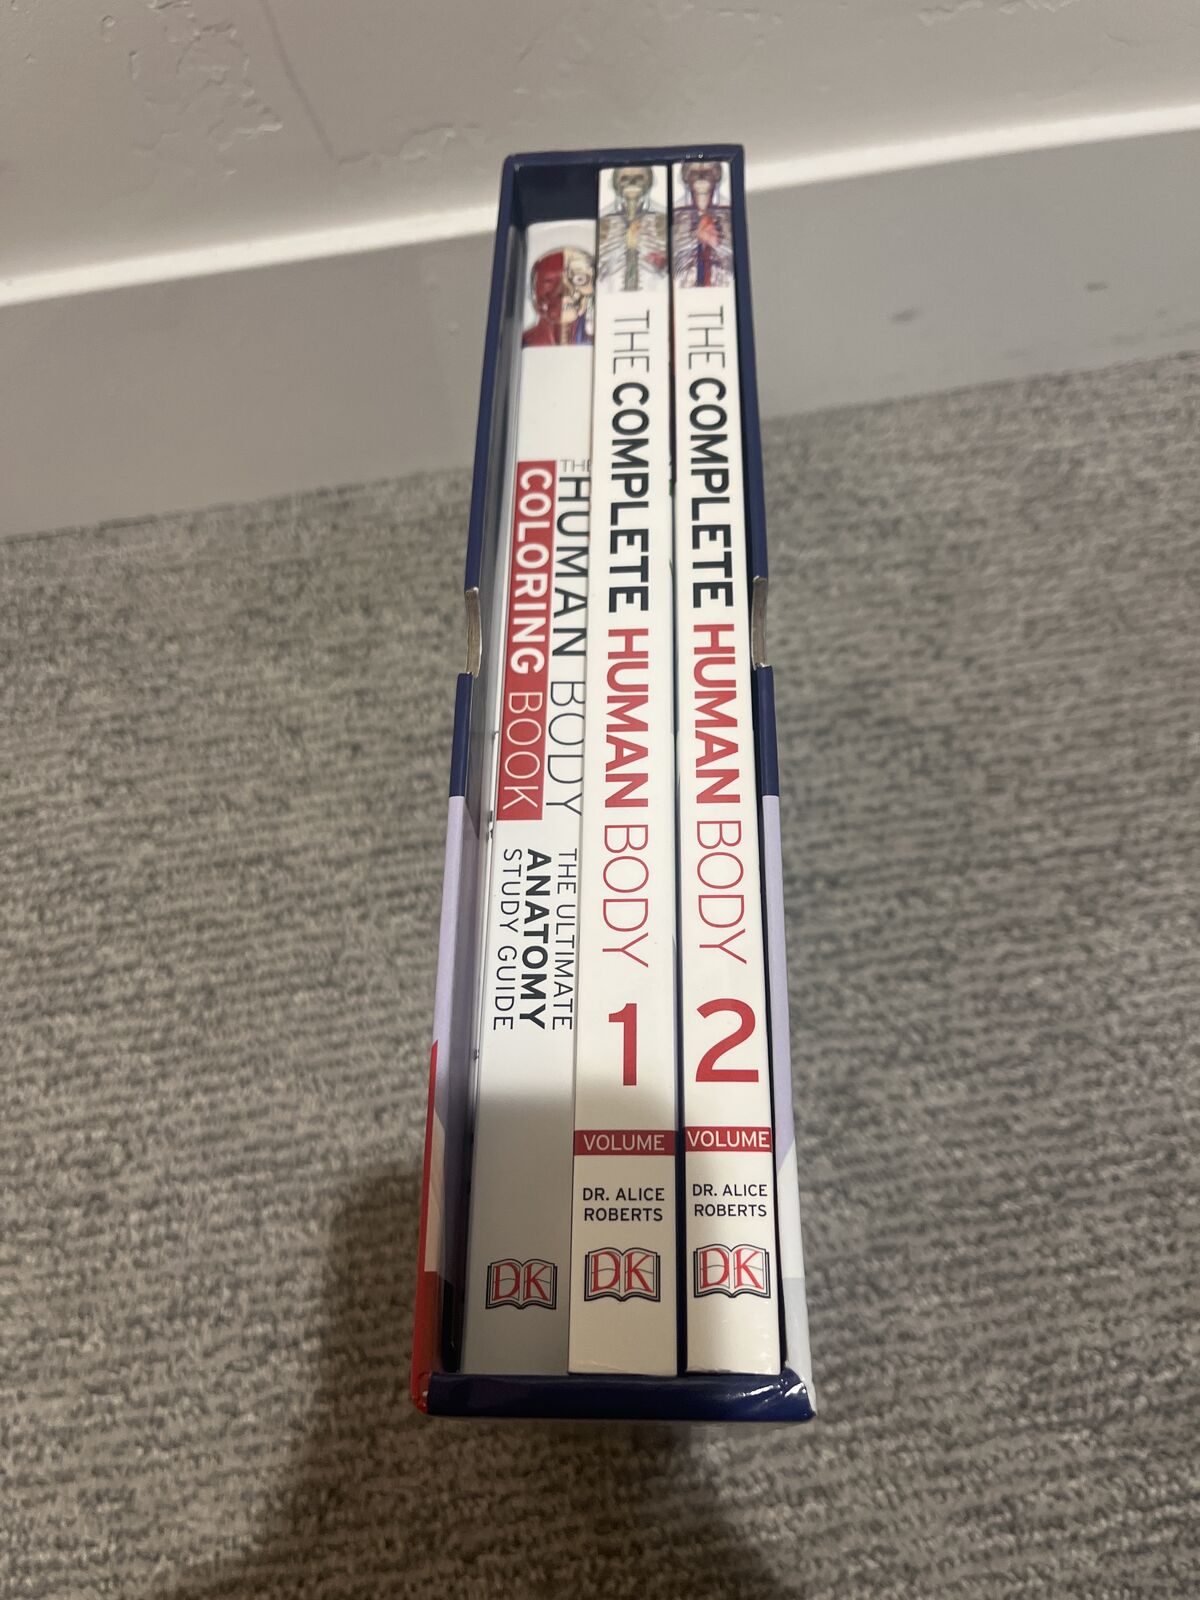 THE HUMAN BODY
COLORING BOOK
THE ULTIMATE
ANATOMY
STUDY GUIDE
DK
THE COMPLETE HUMAN BODY
1
VOLUME
DR. ALICE
ROBERTS
DK
THE COMPLETE HUMAN BODY
2
VOLUME
DR. ALICE
ROBERTS
DK